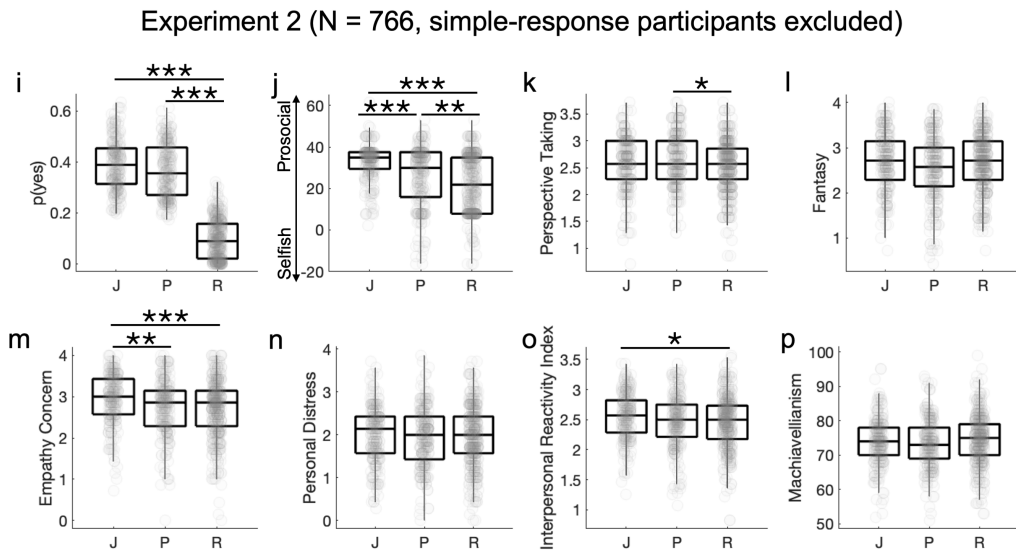 Experiment 2 (N = 766, simple-response participants excluded)
i
***
***
p(yes)
0.6
0.4
0.2
0
J P R
j
***
*** **
Prosocial
Selfish
60
40
20
0
-20
J P R
k
*
Perspective Taking
3.5
3
2.5
2
1.5
1
J P R
l
Fantasy
4
3
2
1
J P R
m
***
**
Empathy Concern
4
3
2
1
0
J P R
n
Personal Distress
4
3
2
1
0
J P R
o
*
Interpersonal Reactivity Index
3.5
3
2.5
2
1.5
1
J P R
p
Machiavellianism
100
90
80
70
60
50
J P R